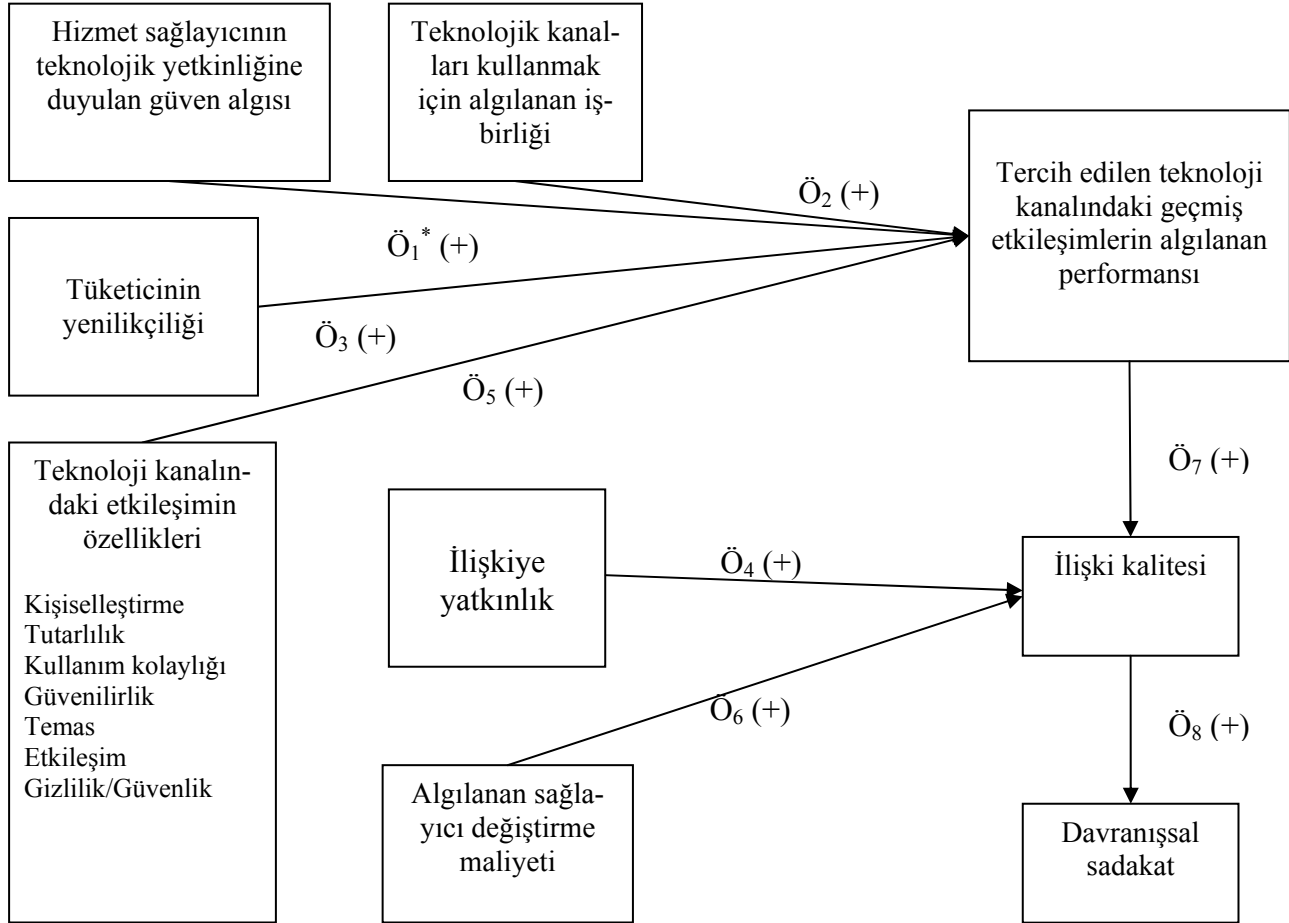 Hizmet sağlayıcının
teknolojik yetkinliğine
duyulan güven algısı
Teknolojik kanal-
ları kullanmak
için algılanan iş-
birliği
Tercih edilen teknoloji
kanalındaki geçmiş
etkileşimlerin algılanan
performansı
Ö2 (+)
Ö1* (+)
Tüketicinin
yenilikçiliği
Ö3 (+)
Ö5 (+)
Teknoloji kanalın-
daki etkileşimin
özellikleri
Kişiselleştirme
Tutarlılık
Kullanım kolaylığı
Güvenilirlik
Temas
Etkileşim
Gizlilik/Güvenlik
Ö7 (+)
İlişkiye
yatkınlık
Ö4 (+)
İlişki kalitesi
Ö6 (+)
Ö8 (+)
Algılanan sağla-
yıcı değiştirme
maliyeti
Davranışsal
sadakat